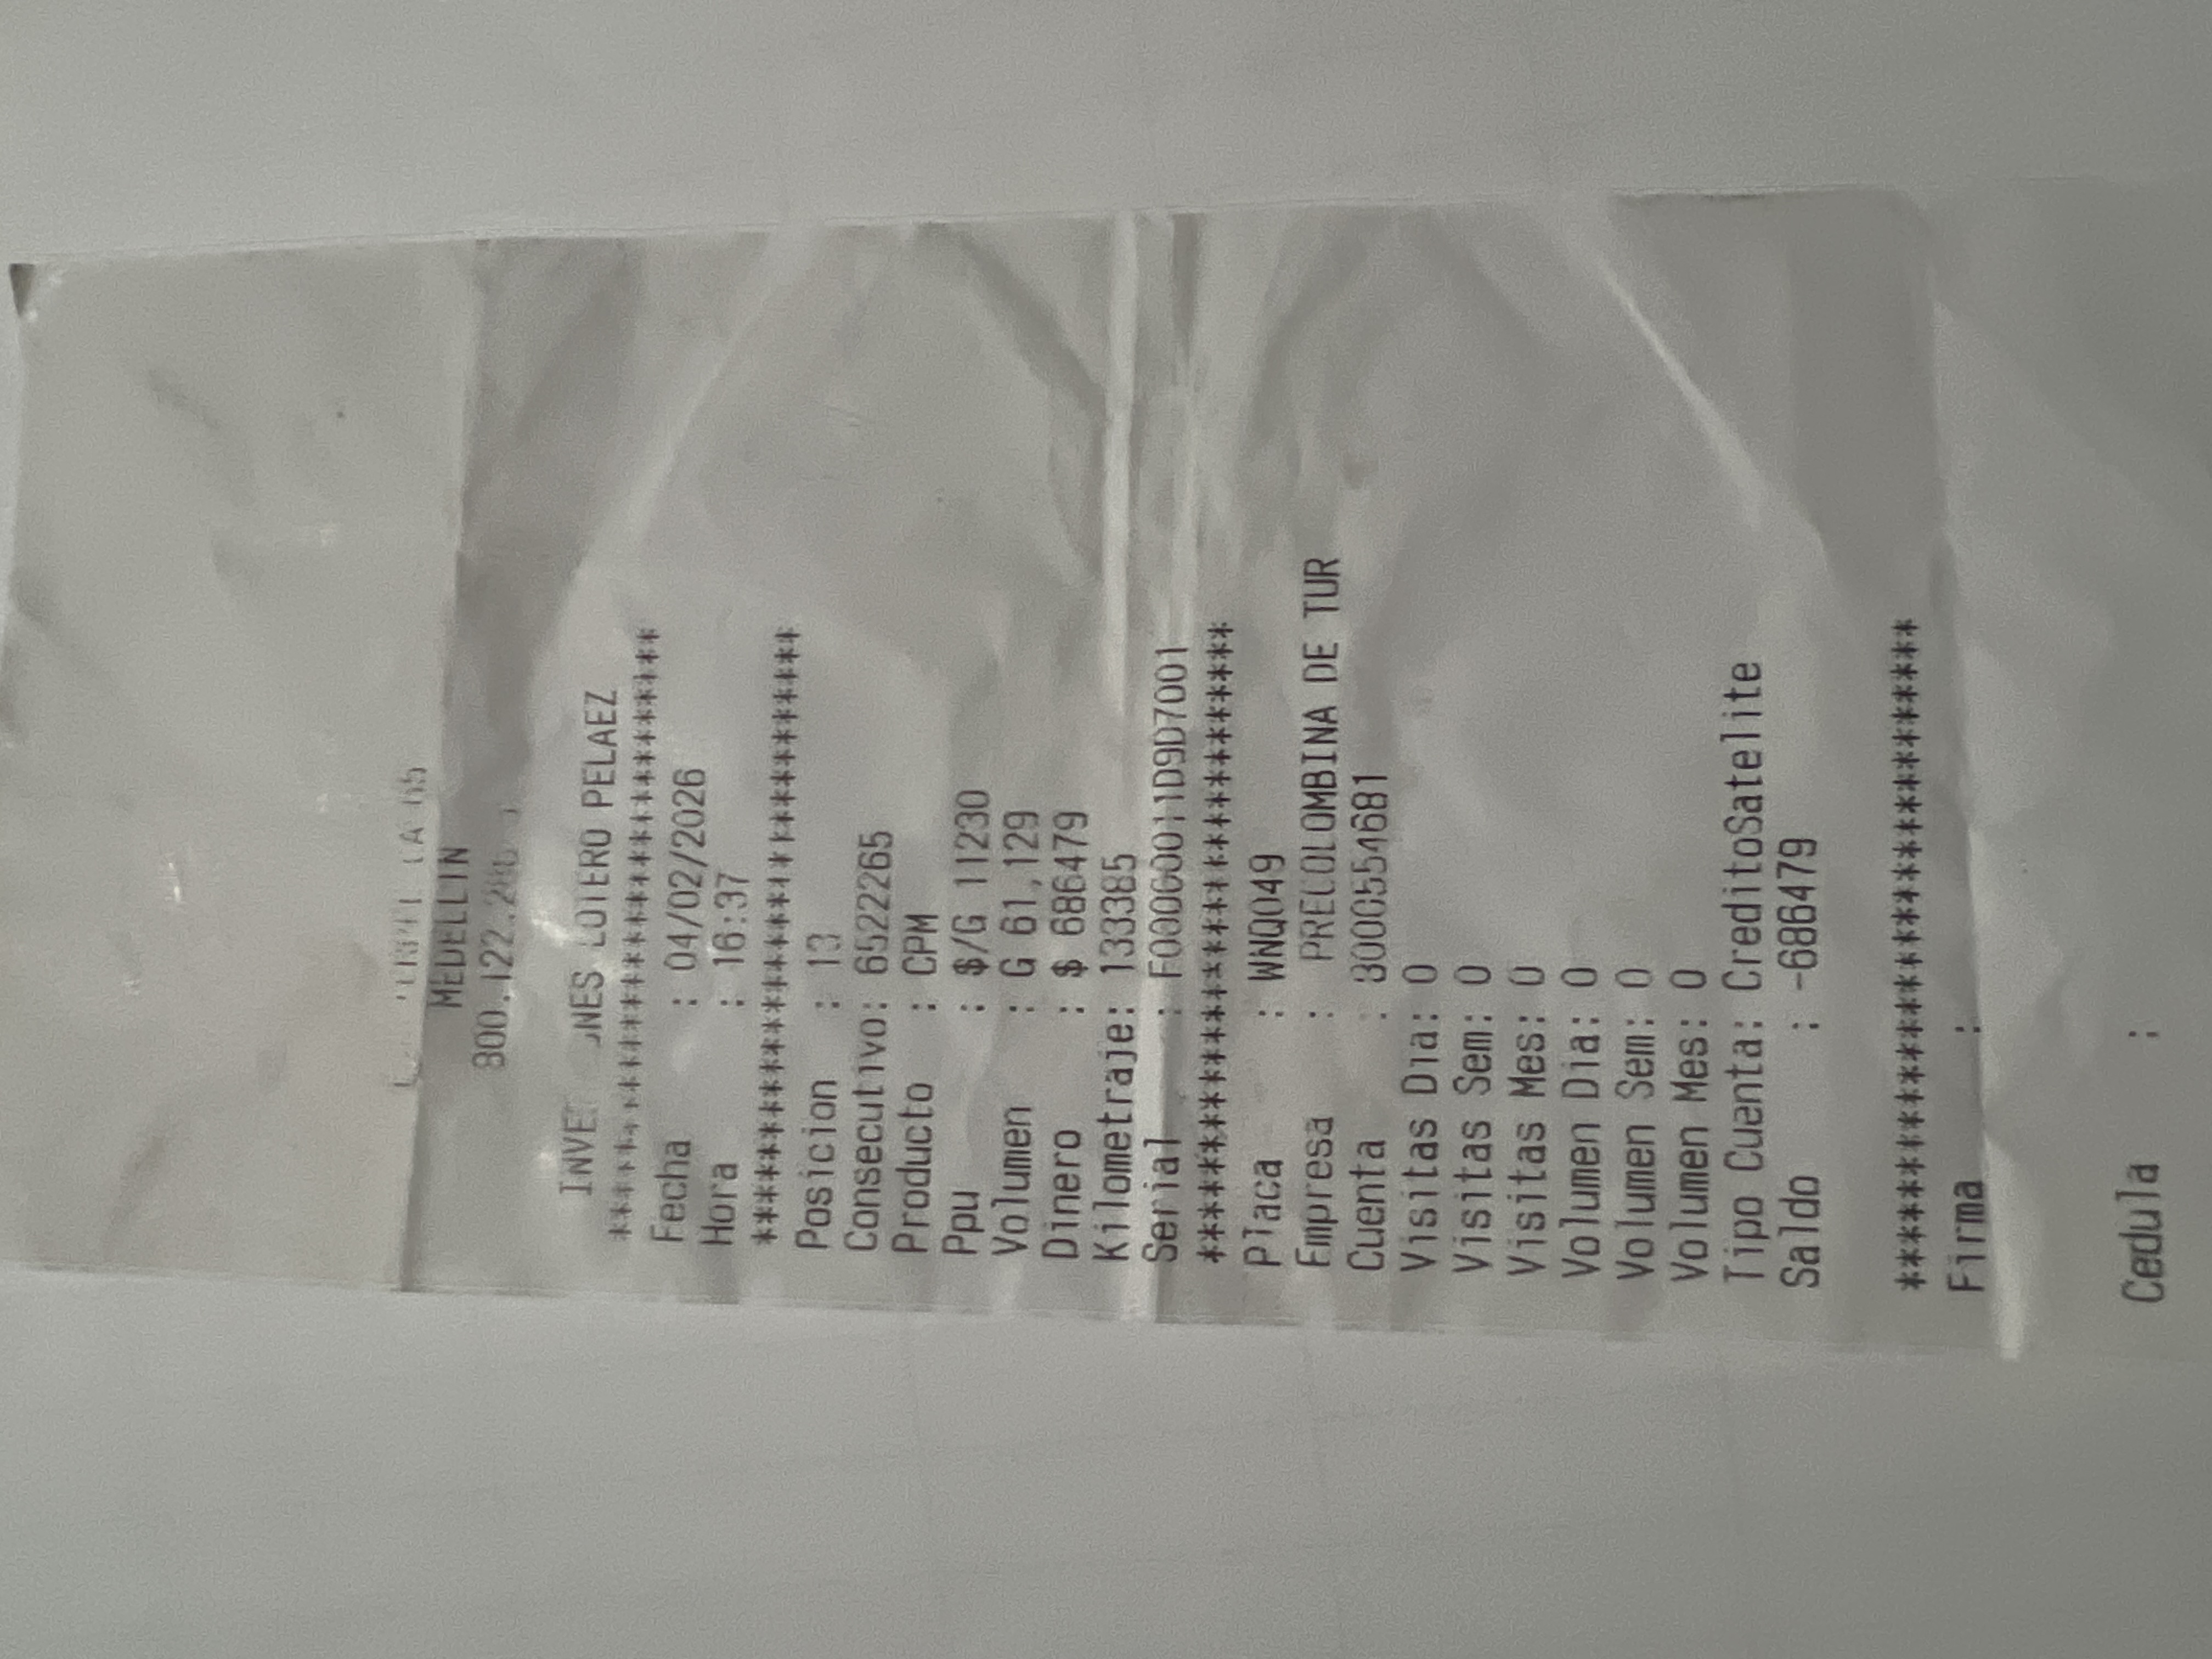 MEDELLIN
LOTERO PELAEZ
******************************
Fecha : 04/02/2026
Hora : 16:37
******************************
Posicion : 13
Consecutivo: 6522265
Producto : CPM
Ppu : $/G 11230
Volumen : G 61,129
Dinero : $ 686479
Kilometraje: 133385
Serial :
******************************
Placa : WNQ049
Empresa : PRECOLOMBINA DE TUR
Cuenta :
Visitas Dia: 0
Visitas Sem: 0
Visitas Mes: 0
Volumen Dia: 0
Volumen Sem: 0
Volumen Mes: 0
Tipo Cuenta: CreditoSatelite
Saldo : -686479
******************************
Firma :
Cedula :